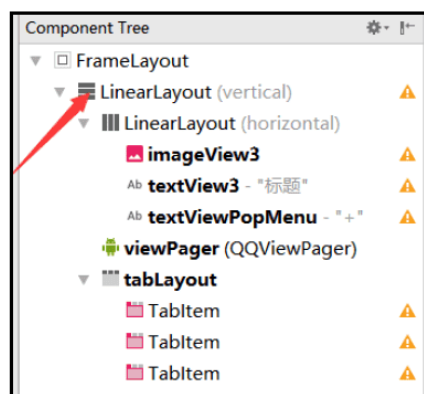 Component Tree
FrameLayout
LinearLayout (vertical)
LinearLayout (horizontal)
imageView3
Ab textView3 - "标题"
Ab textViewPopMenu - "+"
viewPager (QQViewPager)
tabLayout
TabItem
TabItem
TabItem